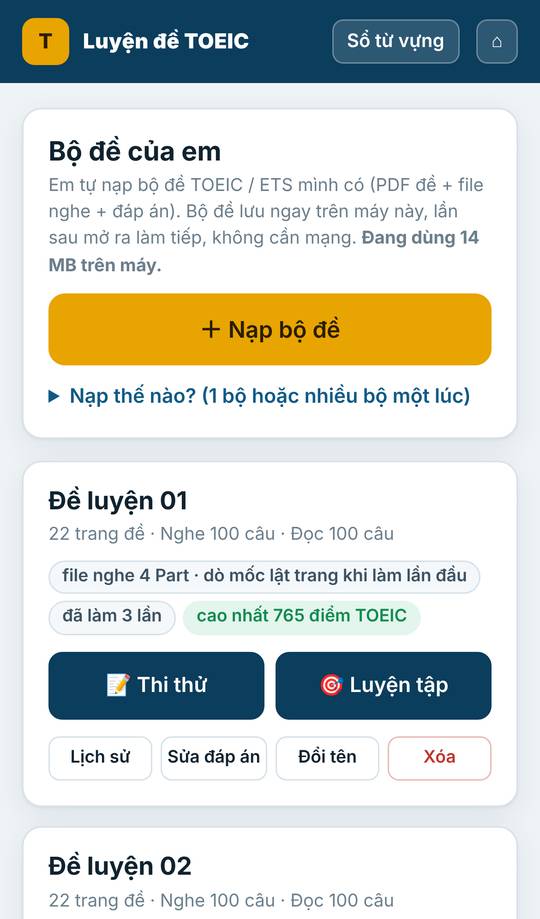 T Luyện đề TOEIC Sổ từ vựng ⌂
Bộ đề của em
Em tự nạp bộ đề TOEIC / ETS mình có (PDF đề + file
nghe + đáp án). Bộ đề lưu ngay trên máy này, lần
sau mở ra làm tiếp, không cần mạng. Đang dùng 14
MB trên máy.
+ Nạp bộ đề
▶ Nạp thế nào? (1 bộ hoặc nhiều bộ một lúc)
Đề luyện 01
22 trang đề · Nghe 100 câu · Đọc 100 câu
file nghe 4 Part · dò mốc lật trang khi làm lần đầu
đã làm 3 lần cao nhất 765 điểm TOEIC
📝 Thi thử 🎯 Luyện tập
Lịch sử Sửa đáp án Đổi tên Xóa
Đề luyện 02
22 trang đề · Nghe 100 câu · Đọc 100 câu